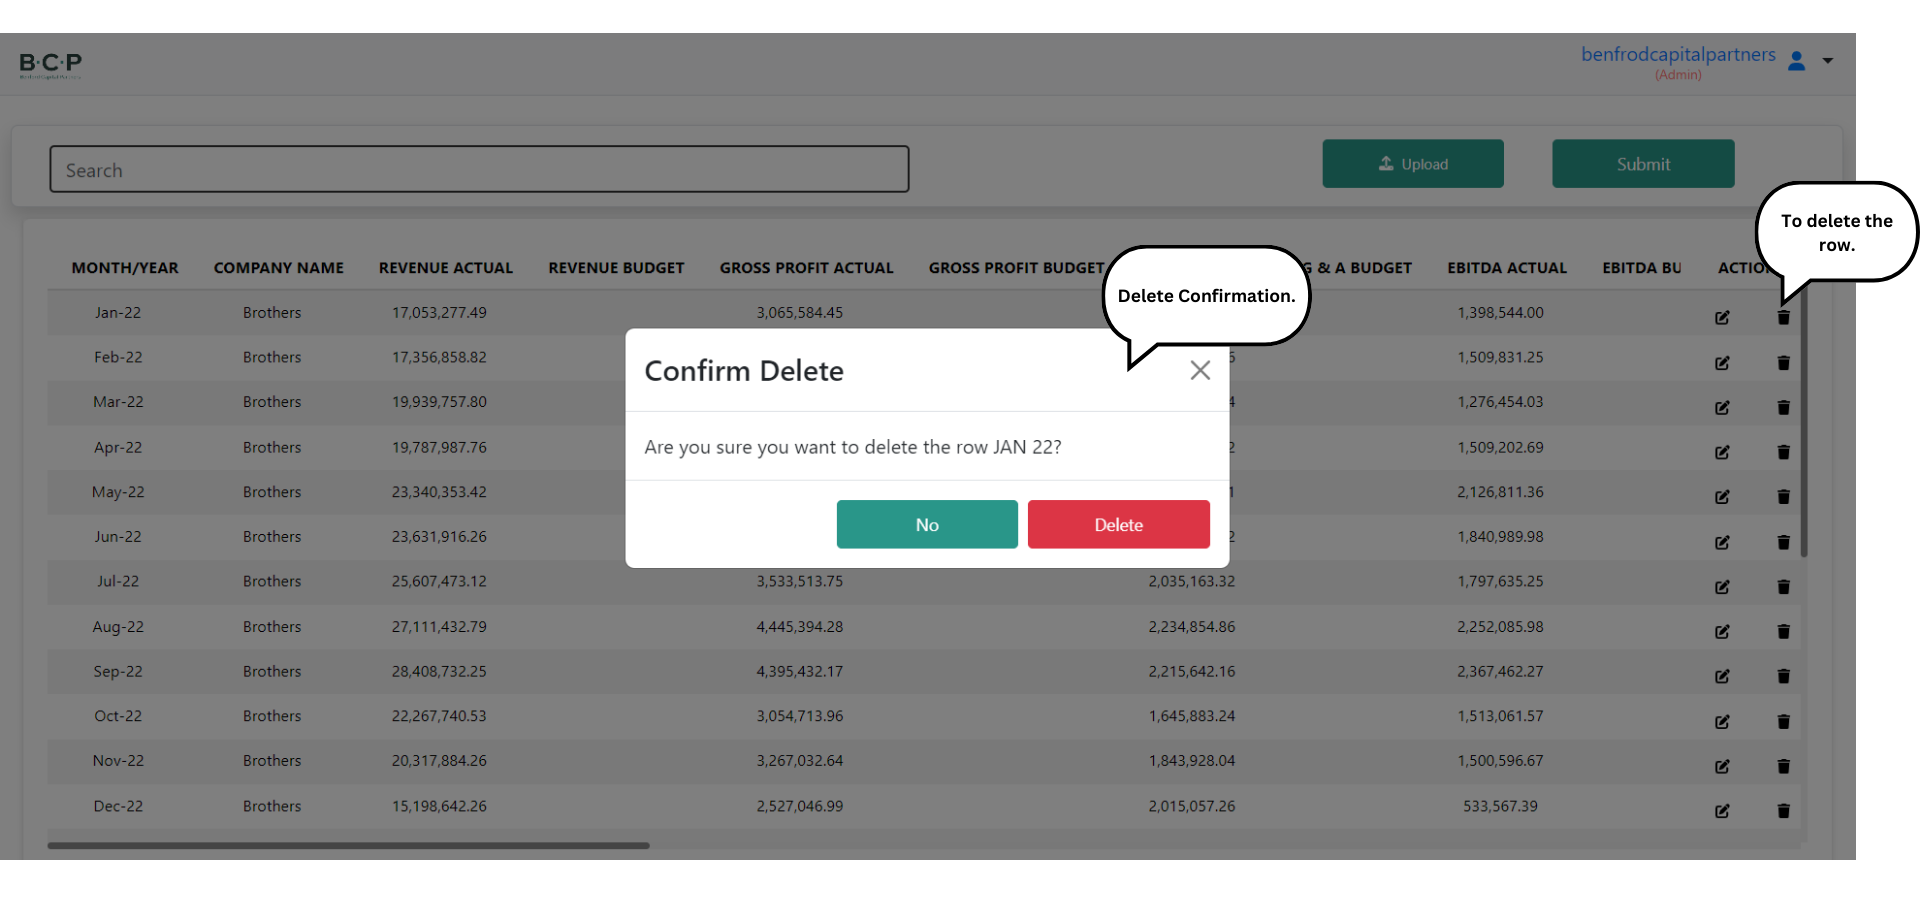 B·C·P
benfrodcapitalpartners
(Admin)
Search
Upload
Submit
To delete the
row.
MONTH/YEAR COMPANY NAME REVENUE ACTUAL REVENUE BUDGET GROSS PROFIT ACTUAL GROSS PROFIT BUDGET G & A BUDGET EBITDA ACTUAL EBITDA BU ACTIO
Delete Confirmation.
Jan-22 Brothers 17,053,277.49 3,065,584.45 1,398,544.00
Feb-22 Brothers 17,356,858.82 1,509,831.25
Mar-22 Brothers 19,939,757.80 4 1,276,454.03
Apr-22 Brothers 19,787,987.76 2 1,509,202.69
May-22 Brothers 23,340,353.42 1 2,126,811.36
Jun-22 Brothers 23,631,916.26 2 1,840,989.98
Confirm Delete
Are you sure you want to delete the row JAN 22?
No
Delete
Jul-22 Brothers 25,607,473.12 3,533,513.75 2,035,163.32 1,797,635.25
Aug-22 Brothers 27,111,432.79 4,445,394.28 2,234,854.86 2,252,085.98
Sep-22 Brothers 28,408,732.25 4,395,432.17 2,215,642.16 2,367,462.27
Oct-22 Brothers 22,267,740.53 3,054,713.96 1,645,883.24 1,513,061.57
Nov-22 Brothers 20,317,884.26 3,267,032.64 1,843,928.04 1,500,596.67
Dec-22 Brothers 15,198,642.26 2,527,046.99 2,015,057.26 533,567.39